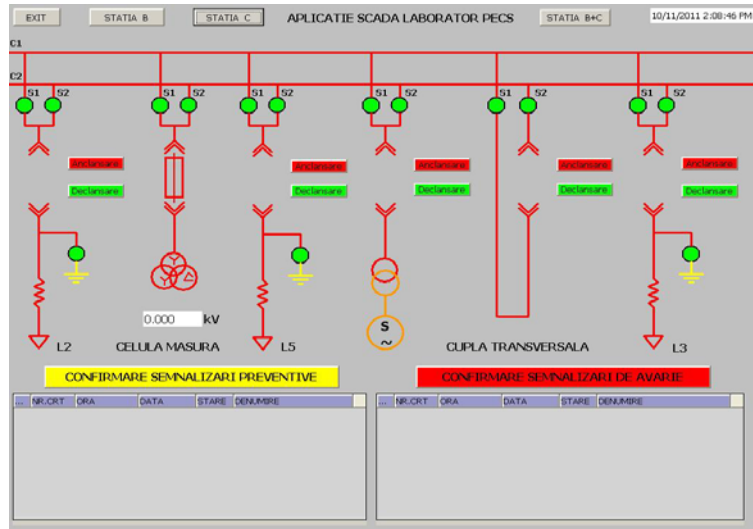 EXIT STATIA B STATIA C APLICATIE SCADA LABORATOR PECS STATIA B+C 10/11/2011 2:08:46 PM
C1
C2
S1 S2 S1 S2 S1 S2 S1 S2 S1 S2 S1 S2
Anclansare Anclansare Anclansare Anclansare Anclansare
Declansare Declansare Declansare Declansare Declansare
S
~
0.000 kV
L2 CELULA MASURA L5 CUPLA TRANSVERSALA L3
CONFIRMARE SEMNALIZARI PREVENTIVE CONFIRMARE SEMNALIZARI DE AVARIE
... NR.CRT ORA DATA STARE DENUMIRE ... NR.CRT ORA DATA STARE DENUMIRE